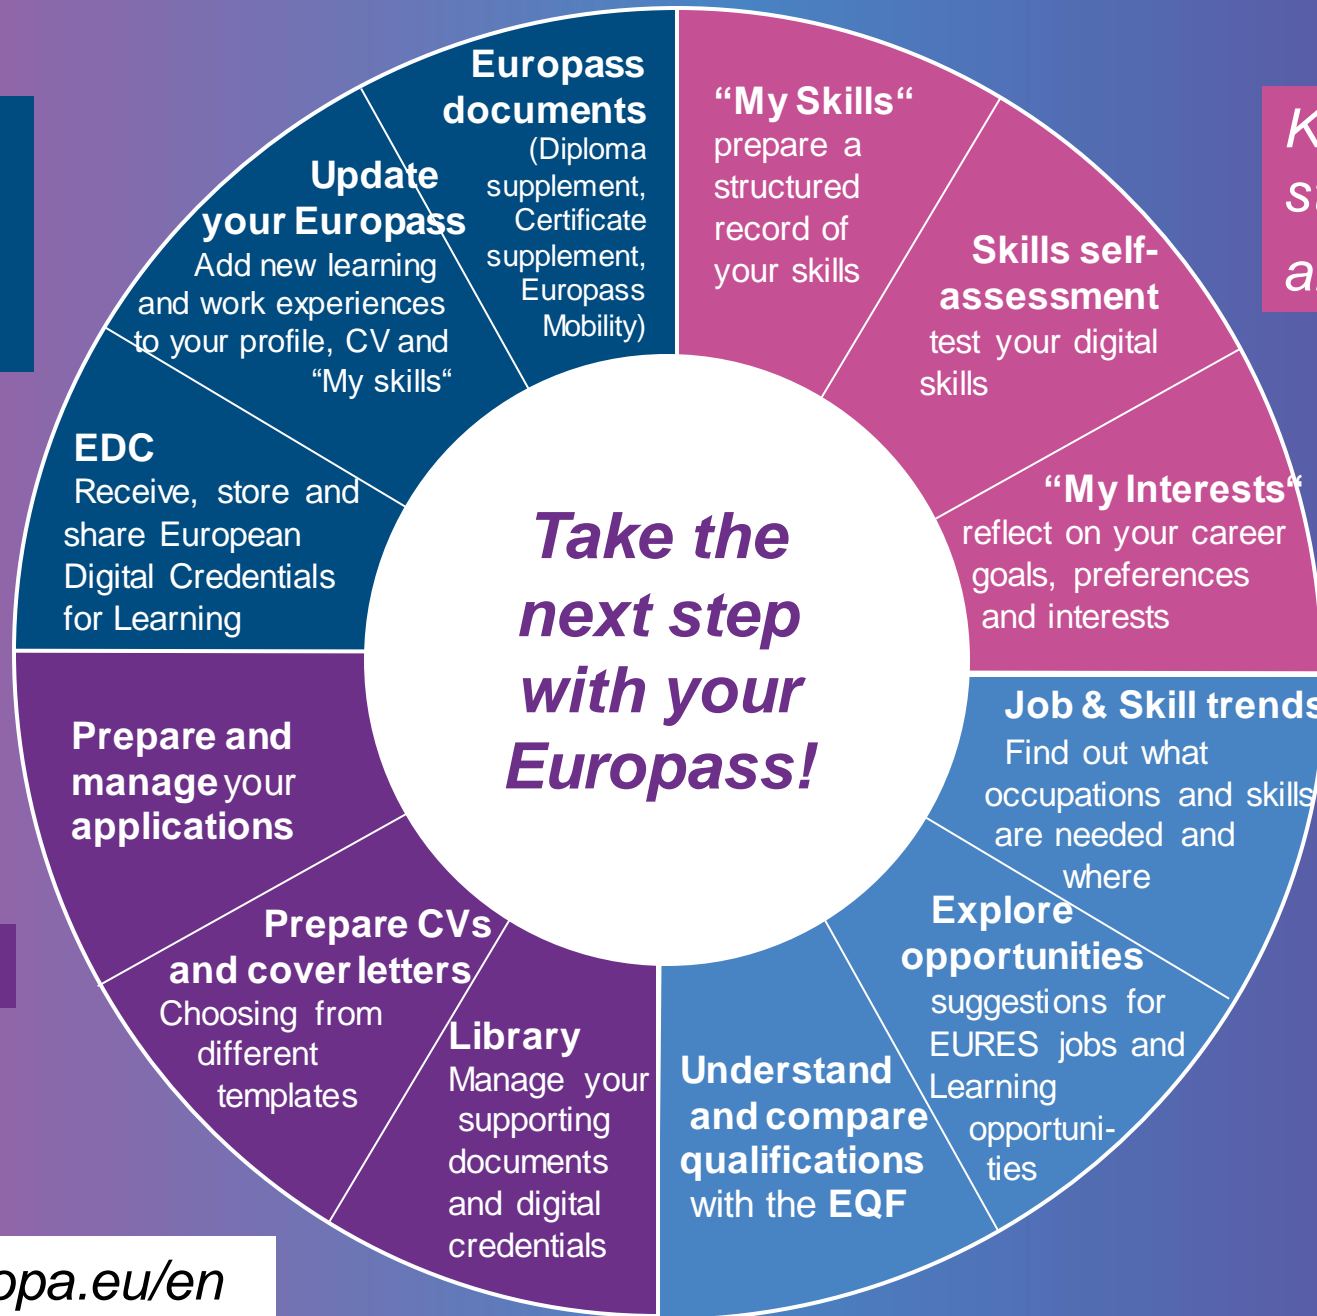 Europass
documents
(Diploma
supplement,
Certificate
supplement,
Europass
Mobility)
“My Skills“
prepare a
structured
record of
your skills
Skills self-
assessment
test your digital
skills
“My Interests“
reflect on your career
goals, preferences
and interests
Job & Skill trends
Find out what
occupations and skills
are needed and
where
Explore
opportunities
suggestions for
EURES jobs and
Learning
opportuni-
ties
Understand
and compare
qualifications
with the EQF
Library
Manage your
supporting
documents
and digital
credentials
Prepare CVs
and cover letters
Choosing from
different
templates
Prepare and
manage your
applications
EDC
Receive, store and
share European
Digital Credentials
for Learning
Update
your Europass
Add new learning
and work experiences
to your profile, CV and
“My skills“
Take the
next step
with your
Europass!
opa.eu/en